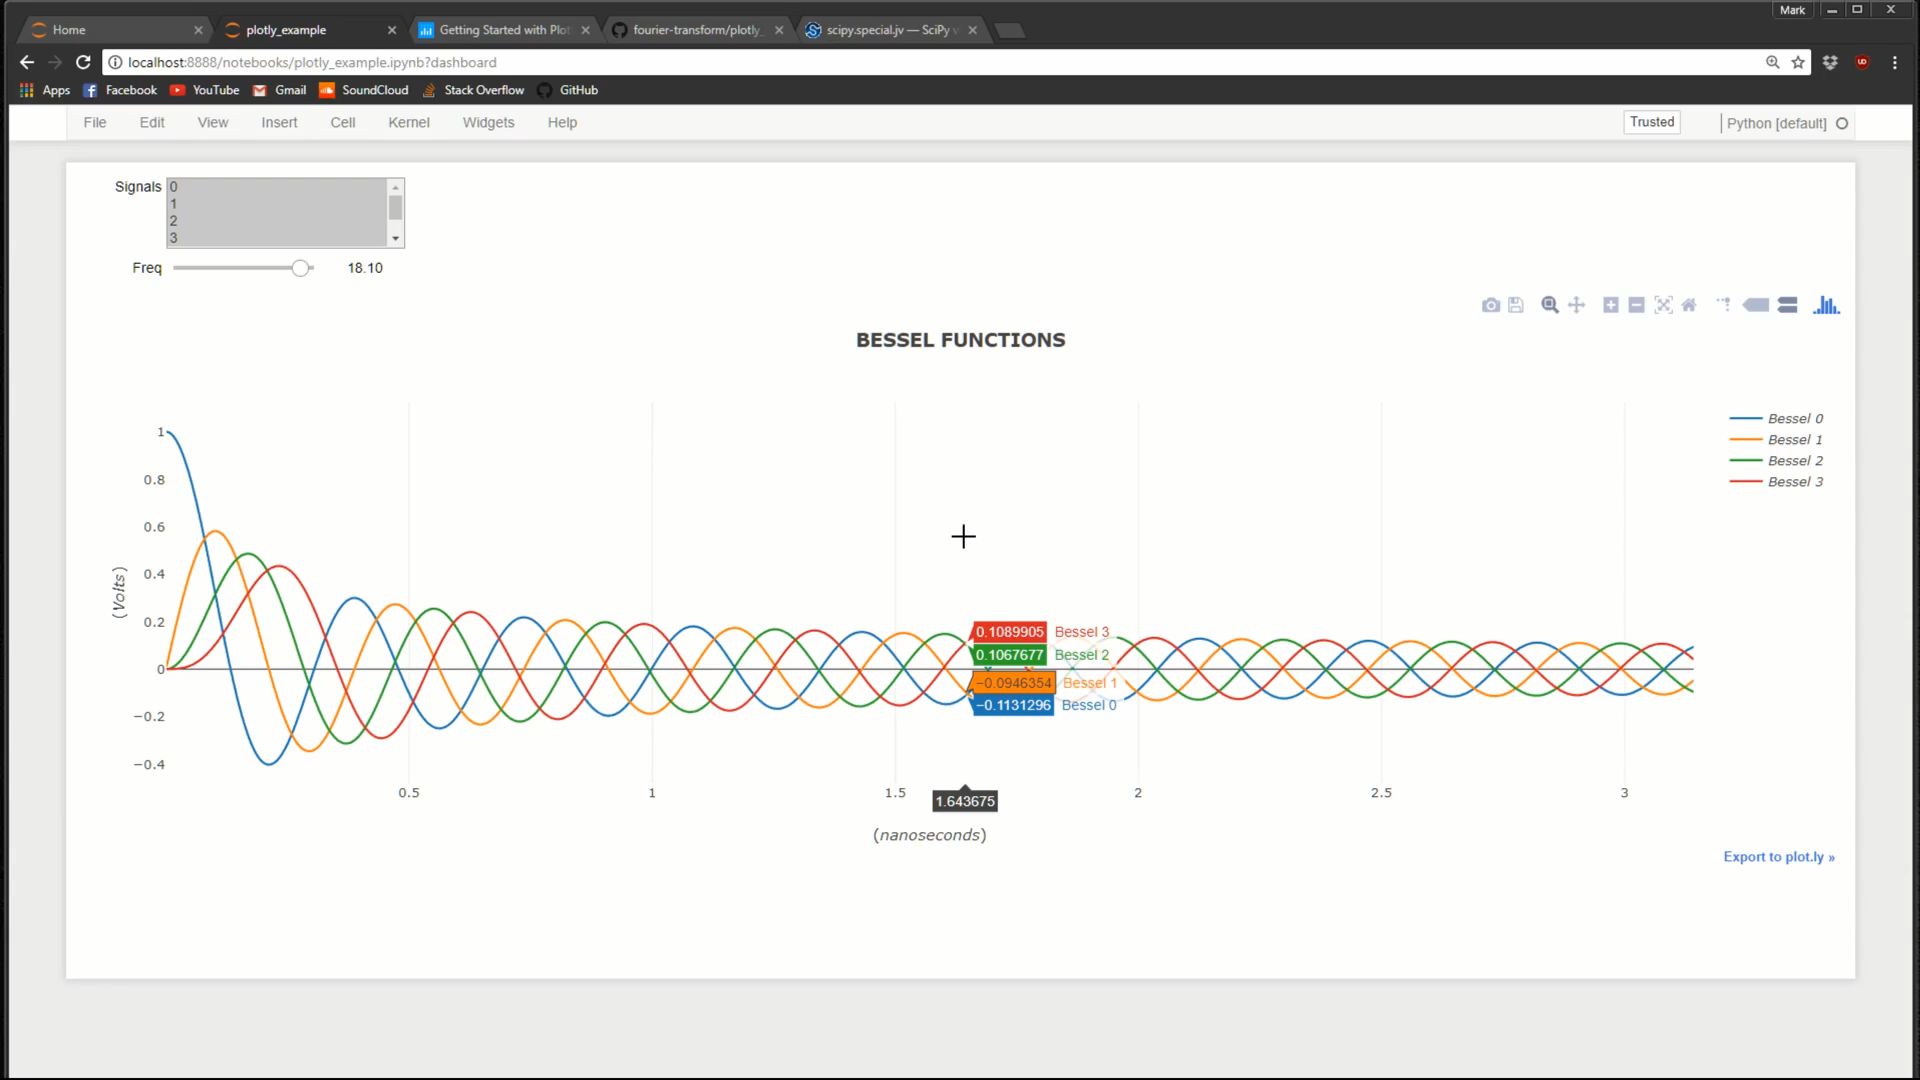 Mark
Home
plotly_example
Getting Started with Plot
fourier-transform/plotly_
scipy.special.jv — SciPy v
localhost:8888/notebooks/plotly_example.ipynb?dashboard
Apps Facebook YouTube Gmail SoundCloud Stack Overflow GitHub
File Edit View Insert Cell Kernel Widgets Help
Trusted
Python [default]
Signals
0
1
2
3
Freq 18.10
BESSEL FUNCTIONS
Bessel 0
Bessel 1
Bessel 2
Bessel 3
1
0.8
0.6
0.4
0.2
0
−0.2
−0.4
(Volts)
0.1089905 Bessel 3
0.1067677 Bessel 2
−0.0946354 Bessel 1
−0.1131296 Bessel 0
0.5 1 1.5 2 2.5 3
1.643675
(nanoseconds)
Export to plot.ly »